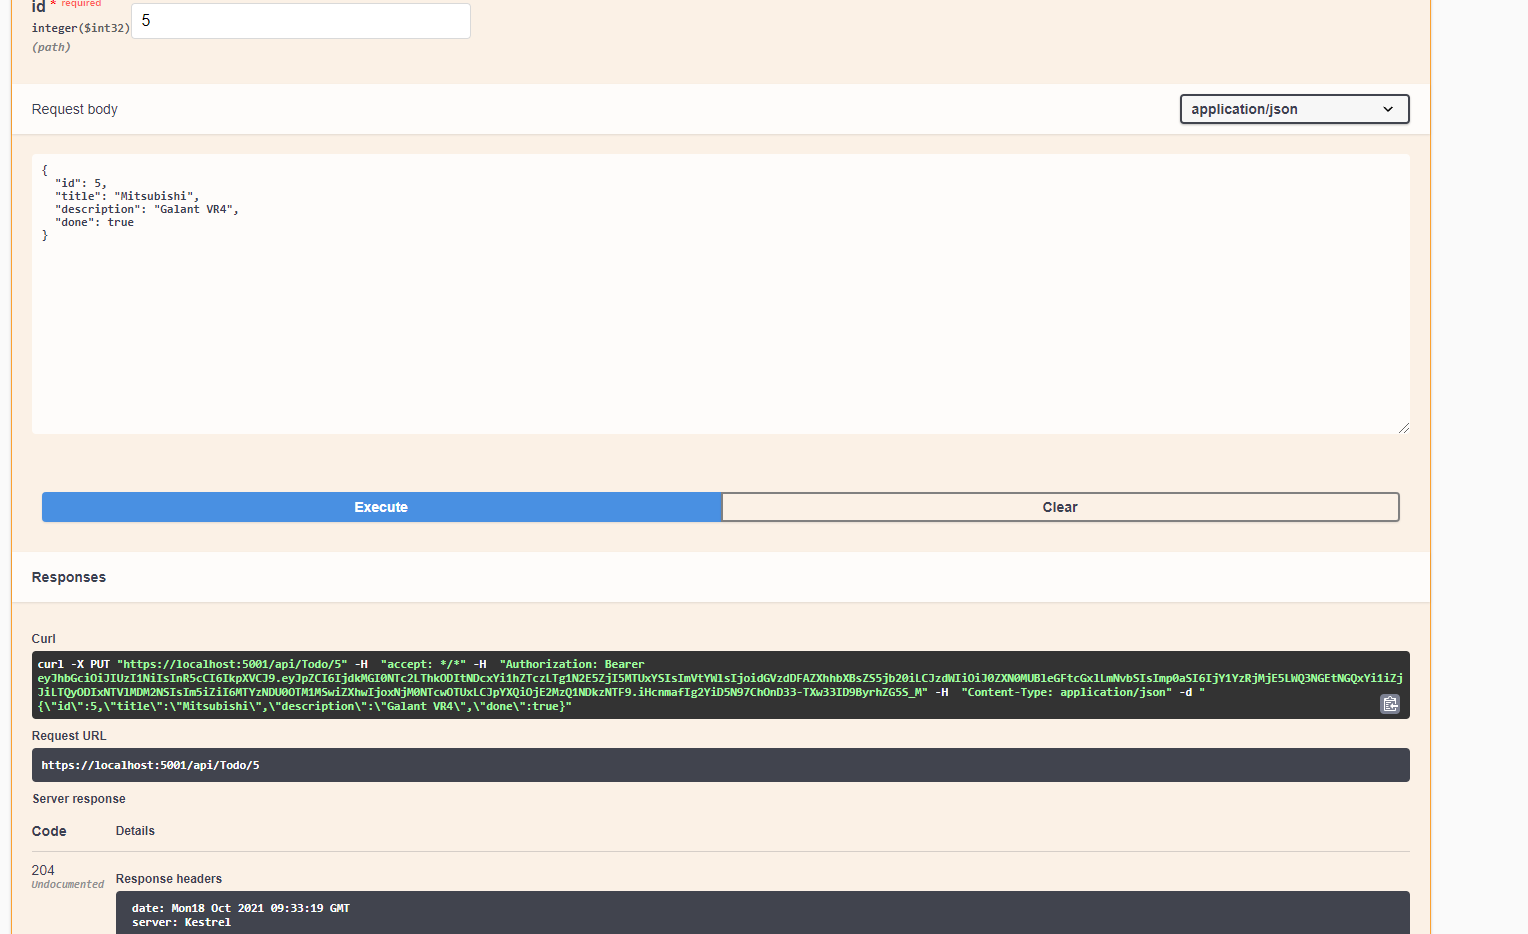 id * required
integer($int32)
5
(path)
Request body
application/json
{
"id": 5,
"title": "Mitsubishi",
"description": "Galant VR4",
"done": true
}
Execute
Clear
Responses
Curl
curl -X PUT "https://localhost:5001/api/Todo/5" -H  "accept: */*" -H  "Authorization: Bearer
eyJhbGciOiJIUzI1NiIsInR5cCI6IkpXVCJ9.eyJpZCI6IjdkMGI0NTc2LThkODItNDcxYi1hZTczLTg1N2E5ZjI5MTUxYSIsImVtYWlsIjoidGVzdDFAZXhhbXBsZS5jb20iLCJzdWIiOiJ0ZXN0MUBleGFtcGxlLmNvbSIsImp0aSI6IjY1YzRjMjE5LWQ3NGEtNGQxYi1iZj
JiLTQyODIxNTVlMDM2NSIsIm5iZiI6MTYzNDU0OTM1MSwiZXhwIjoxNjM0NTcwOTUxLCJpYXQiOjE2MzQ1NDkzNTF9.iHcnmafIg2YiD5N97ChOnD33-TXw33ID9ByrhZG5S_M" -H  "Content-Type: application/json" -d "
{\"id\":5,\"title\":\"Mitsubishi\",\"description\":\"Galant VR4\",\"done\":true}"
Request URL
https://localhost:5001/api/Todo/5
Server response
Code
Details
204
Undocumented
Response headers
date: Mon18 Oct 2021 09:33:19 GMT
server: Kestrel